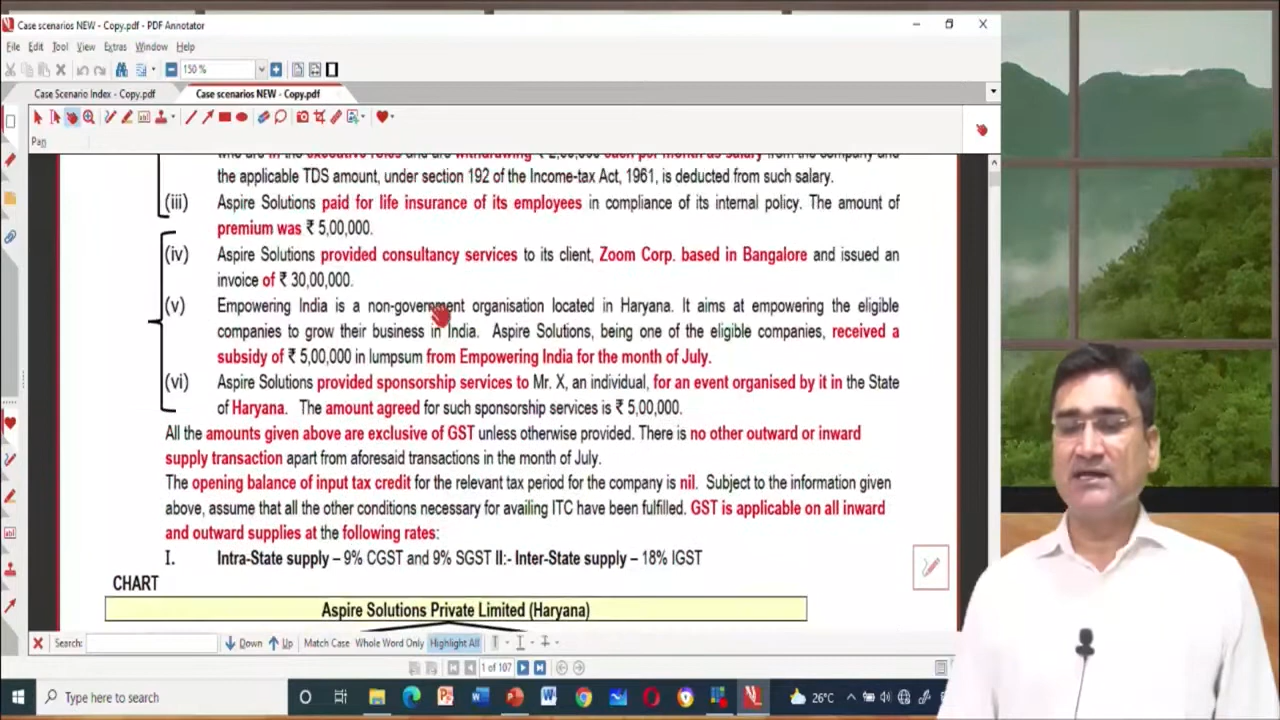 Case scenarios NEW - Copy.pdf - PDF Annotator
File Edit Tool View Extras Window Help
150 %
Case Scenario Index - Copy.pdf Case scenarios NEW - Copy.pdf
Pan
the applicable TDS amount, under section 192 of the Income-tax Act, 1961, is deducted from such salary.
(iii) Aspire Solutions paid for life insurance of its employees in compliance of its internal policy. The amount of
premium was ₹ 5,00,000.
(iv) Aspire Solutions provided consultancy services to its client, Zoom Corp. based in Bangalore and issued an
invoice of ₹ 30,00,000.
(v) Empowering India is a non-government organisation located in Haryana. It aims at empowering the eligible
companies to grow their business in India. Aspire Solutions, being one of the eligible companies, received a
subsidy of ₹ 5,00,000 in lumpsum from Empowering India for the month of July.
(vi) Aspire Solutions provided sponsorship services to Mr. X, an individual, for an event organised by it in the State
of Haryana. The amount agreed for such sponsorship services is ₹ 5,00,000.
All the amounts given above are exclusive of GST unless otherwise provided. There is no other outward or inward
supply transaction apart from aforesaid transactions in the month of July.
The opening balance of input tax credit for the relevant tax period for the company is nil. Subject to the information given
above, assume that all the other conditions necessary for availing ITC have been fulfilled. GST is applicable on all inward
and outward supplies at the following rates:
I. Intra-State supply – 9% CGST and 9% SGST II:- Inter-State supply – 18% IGST
CHART
Aspire Solutions Private Limited (Haryana)
Search: Down Up Match Case Whole Word Only Highlight All
1 of 107
Type here to search
26°C